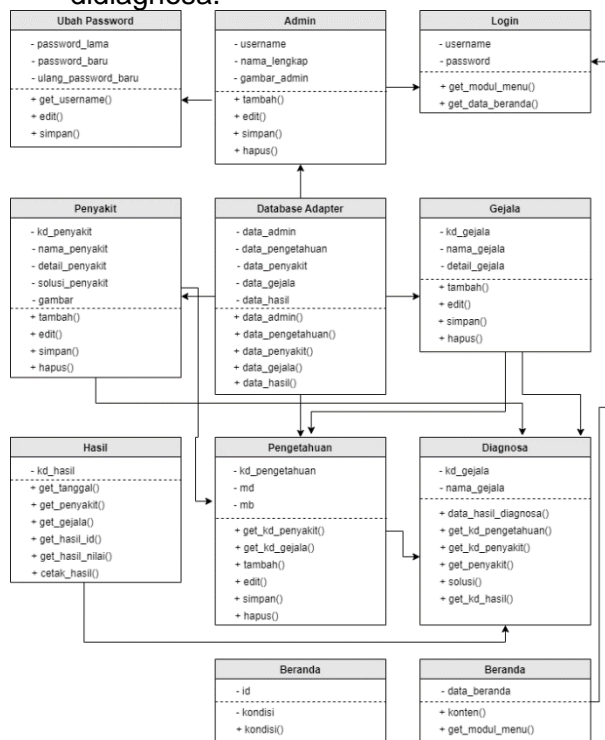 didiagnosa.
Ubah Password
- password_lama
- password_baru
- ulang_password_baru
+ get_username()
+ edit()
+ simpan()
Admin
- username
- nama_lengkap
- gambar_admin
+ tambah()
+ edit()
+ simpan()
+ hapus()
Login
- username
- password
+ get_modul_menu()
+ get_data_beranda()
Penyakit
- kd_penyakit
- nama_penyakit
- detail_penyakit
- solusi_penyakit
- gambar
+ tambah()
+ edit()
+ simpan()
+ hapus()
Database Adapter
- data_admin
- data_pengetahuan
- data_penyakit
- data_gejala
- data_hasil
+ data_admin()
+ data_pengetahuan()
+ data_penyakit()
+ data_gejala()
+ data_hasil()
Gejala
- kd_gejala
- nama_gejala
- detail_gejala
+ tambah()
+ edit()
+ simpan()
+ hapus()
Hasil
- kd_hasil
+ get_tanggal()
+ get_penyakit()
+ get_gejala()
+ get_hasil_id()
+ get_hasil_nilai()
+ cetak_hasil()
Pengetahuan
- kd_pengetahuan
- md
- mb
+ get_kd_penyakit()
+ get_kd_gejala()
+ tambah()
+ edit()
+ simpan()
+ hapus()
Diagnosa
- kd_gejala
- nama_gejala
+ data_hasil_diagnosa()
+ get_kd_pengetahuan()
+ get_kd_penyakit()
+ get_penyakit()
+ solusi()
+ get_kd_hasil()
Beranda
- id
- kondisi
+ kondisi()
Beranda
- data_beranda
+ konten()
+ get_modul_menu()